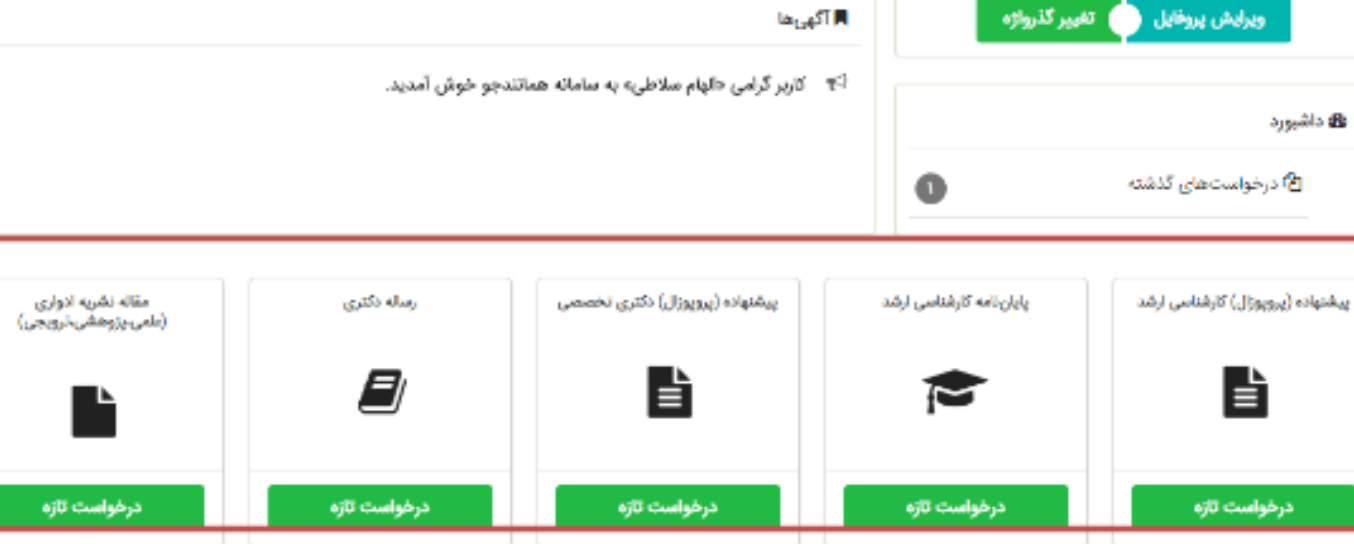 ویرایش پروفایل
تغییر گذرواژه
آگهی‌ها
کاربر گرامی «الهام سلاطی» به سامانه همانندجو خوش آمدید.
داشبورد
درخواست‌های گذشته
۱
پیشنهاده (پروپوزال) کارشناسی ارشد
پایان‌نامه کارشناسی ارشد
پیشنهاده (پروپوزال) دکتری تخصصی
رساله دکتری
مقاله نشریه ادواری
(علمی-پژوهشی،ترویجی)
درخواست تازه
درخواست تازه
درخواست تازه
درخواست تازه
درخواست تازه